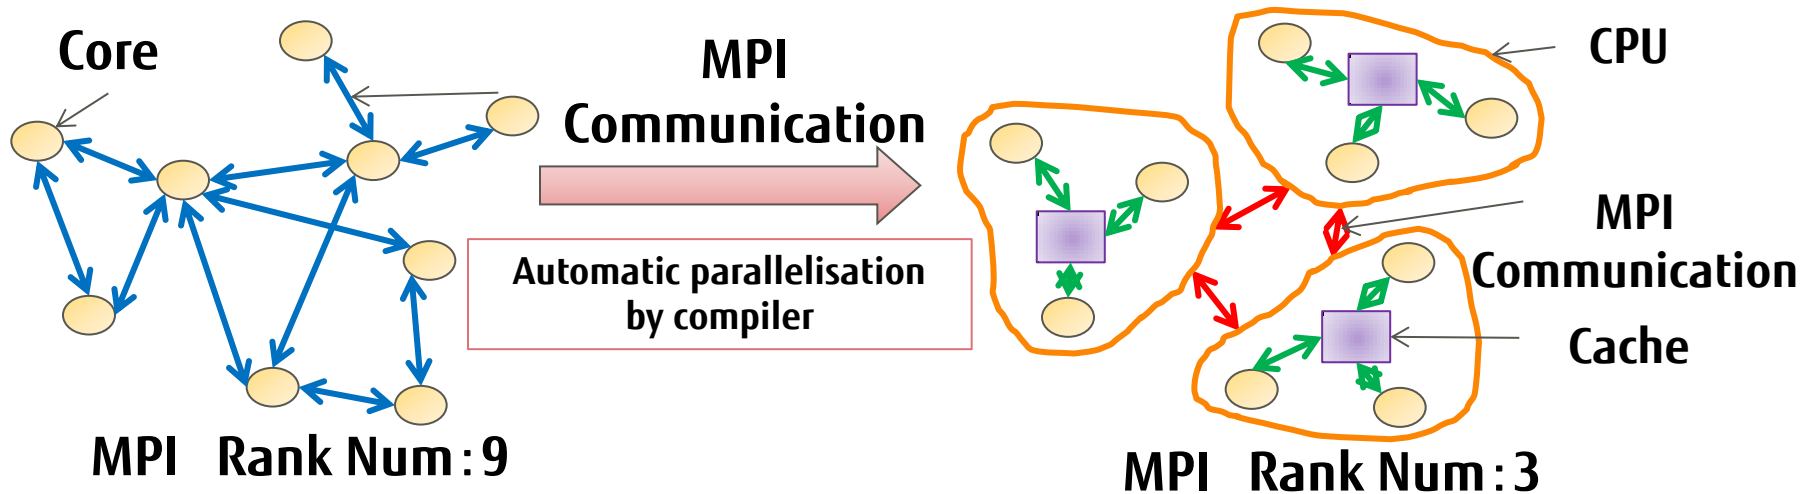 Core
MPI
Communication
Automatic parallelisation
by compiler
MPI Rank Num:9
CPU
MPI
Communication
Cache
MPI Rank Num:3